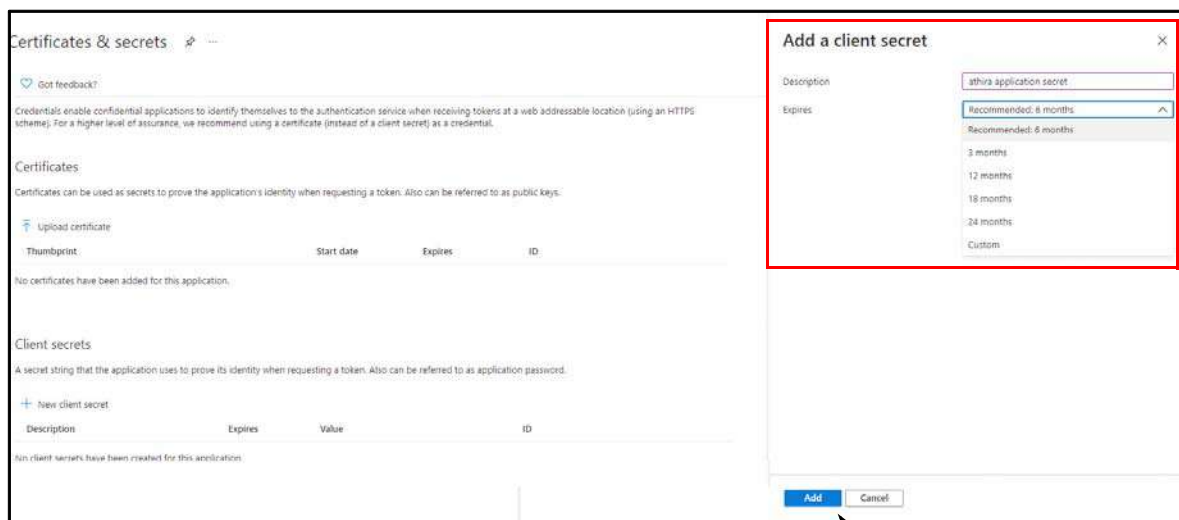 Certificates & secrets
Got feedback?
Credentials enable confidential applications to identify themselves to the authentication service when receiving tokens at a web addressable location (using an HTTPS
scheme). For a higher level of assurance, we recommend using a certificate (instead of a client secret) as a credential.
Certificates
Certificates can be used as secrets to prove the application's identity when requesting a token. Also can be referred to as public keys.
Upload certificate
Thumbprint Start date Expires ID
No certificates have been added for this application.
Client secrets
A secret string that the application uses to prove its identity when requesting a token. Also can be referred to as application password.
New client secret
Description Expires Value ID
No client secrets have been created for this application.
Add a client secret
Description athira application secret
Expires Recommended: 6 months
Recommended: 6 months
3 months
12 months
18 months
24 months
Custom
Add Cancel